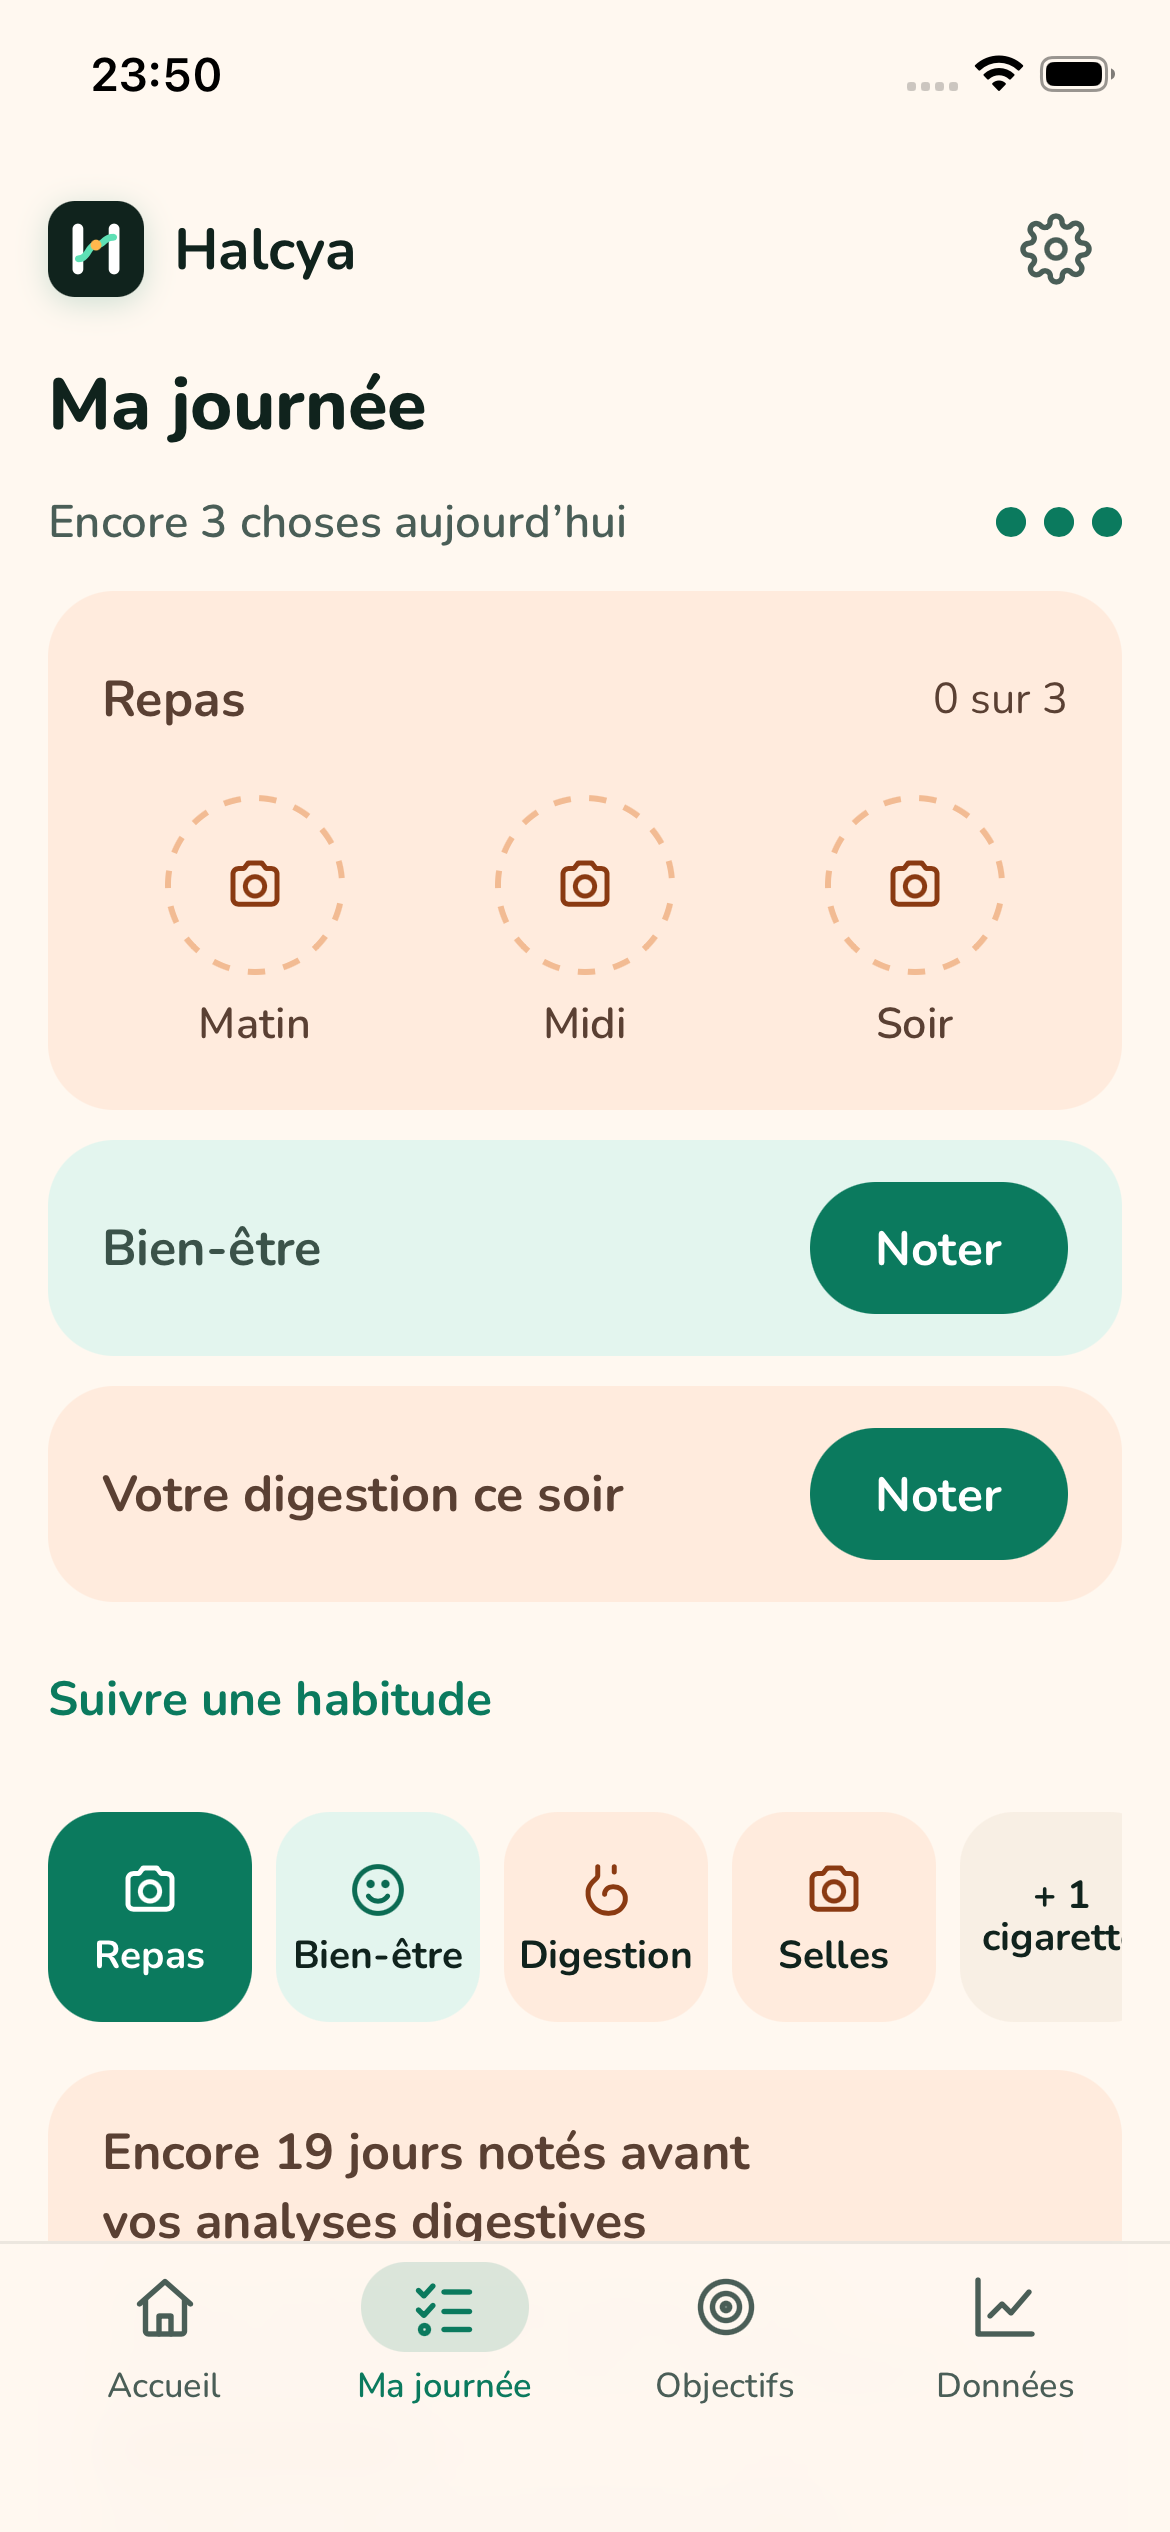 23:50
Halcya
Ma journée
Encore 3 choses aujourd’hui
Repas
0 sur 3
Matin
Midi
Soir
Bien-être
Noter
Votre digestion ce soir
Noter
Suivre une habitude
Repas
Bien-être
Digestion
Selles
+ 1
Encore 19 jours notés avant
vos analyses digestives
Accueil
Ma journée
Objectifs
Données